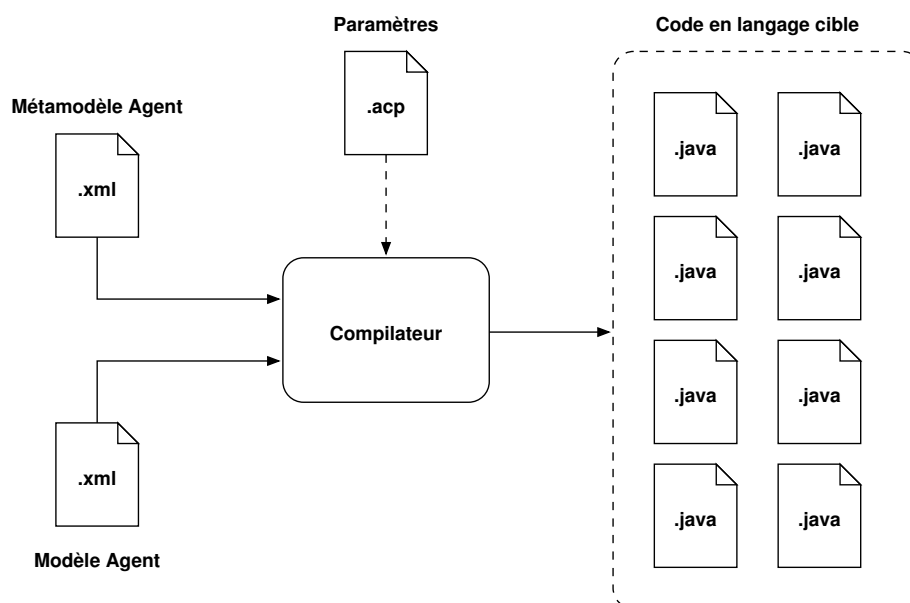 Paramètres
Code en langage cible
.acp
Métamodèle Agent
.xml
.java
.java
.java
.java
Compilateur
.java
.java
.xml
.java
.java
Modèle Agent